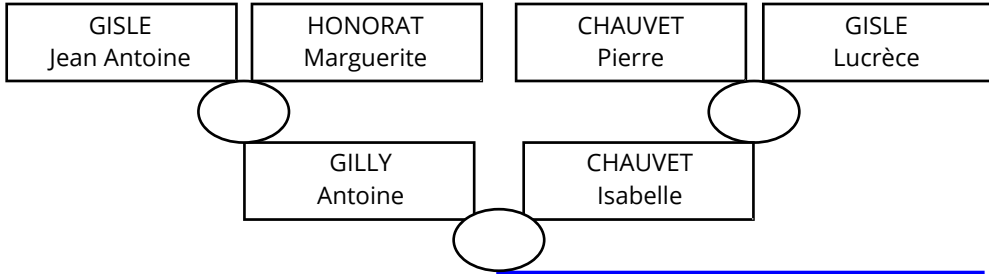 GISLE
Jean Antoine
HONORAT
Marguerite
CHAUVET
Pierre
GISLE
Lucrèce
GILLY
Antoine
CHAUVET
Isabelle